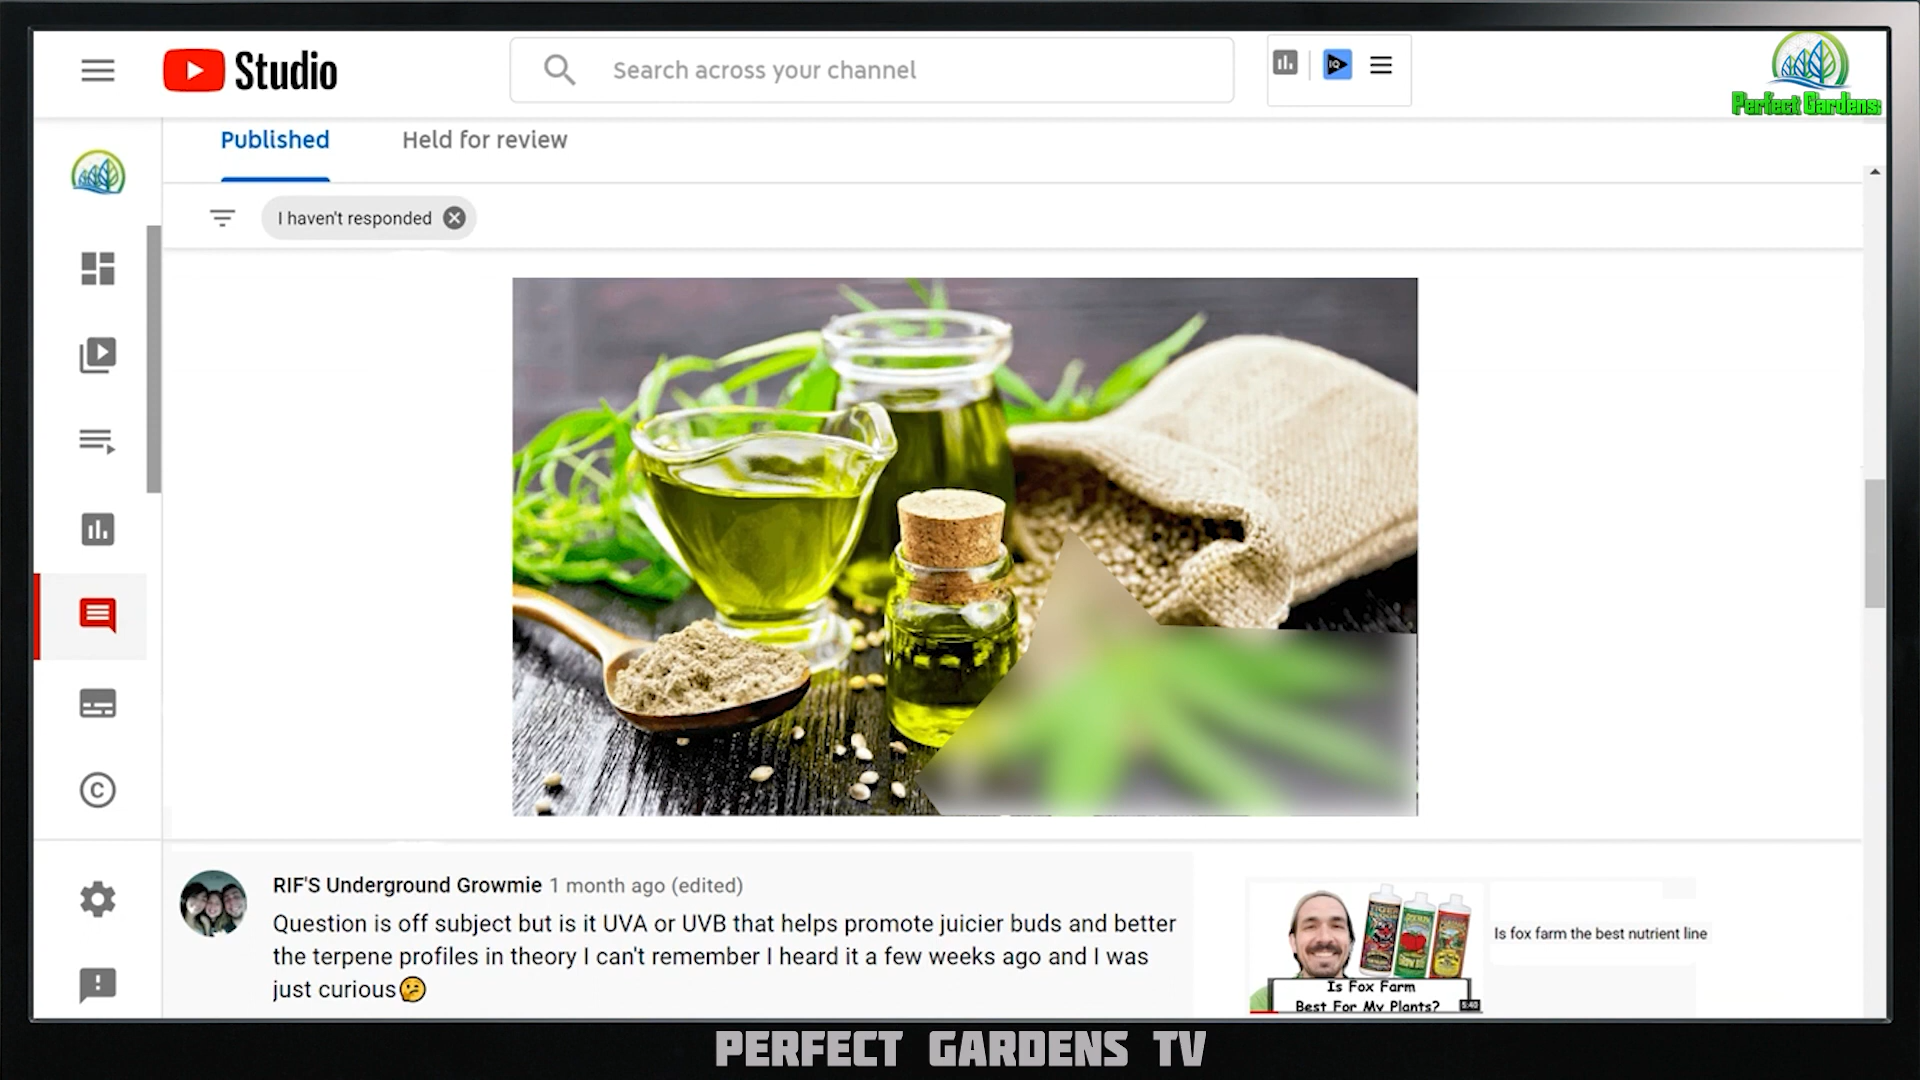 Studio
Search across your channel
IQ
Perfect Gardens
Published
Held for review
I haven't responded
RIF'S Underground Growmie 1 month ago (edited)
Question is off subject but is it UVA or UVB that helps promote juicier buds and better
the terpene profiles in theory I can't remember I heard it a few weeks ago and I was
just curious🤔
Is Fox Farm
Best For My Plants?
Is fox farm the best nutrient line
PERFECT GARDENS TV